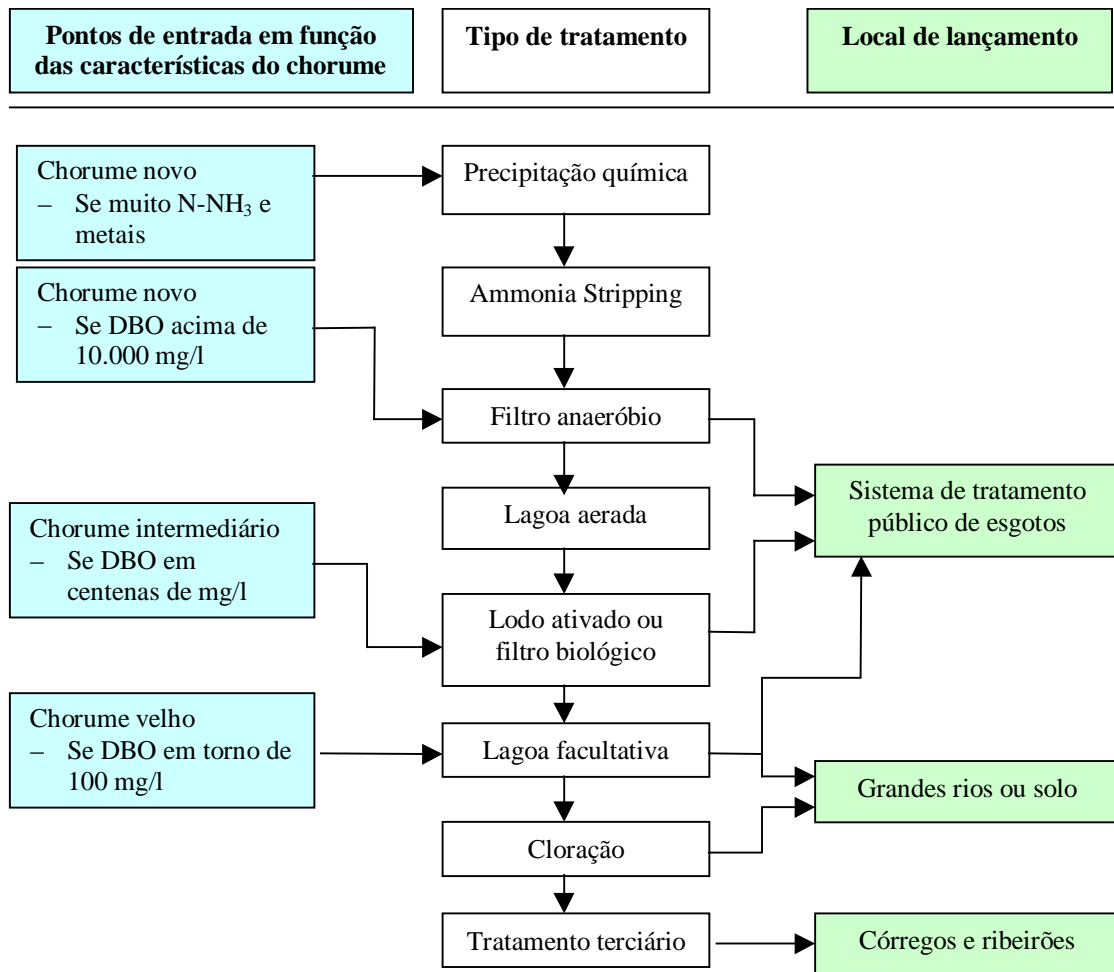 Pontos de entrada em função
das características do chorume
Tipo de tratamento
Local de lançamento
Chorume novo
– Se muito N-NH₃ e
metais
Precipitação química
Chorume novo
– Se DBO acima de
10.000 mg/l
Ammonia Stripping
Filtro anaeróbio
Lagoa aerada
Sistema de tratamento
público de esgotos
Chorume intermediário
– Se DBO em
centenas de mg/l
Lodo ativado ou
filtro biológico
Chorume velho
– Se DBO em torno de
100 mg/l
Lagoa facultativa
Grandes rios ou solo
Cloração
Tratamento terciário
Córregos e ribeirões